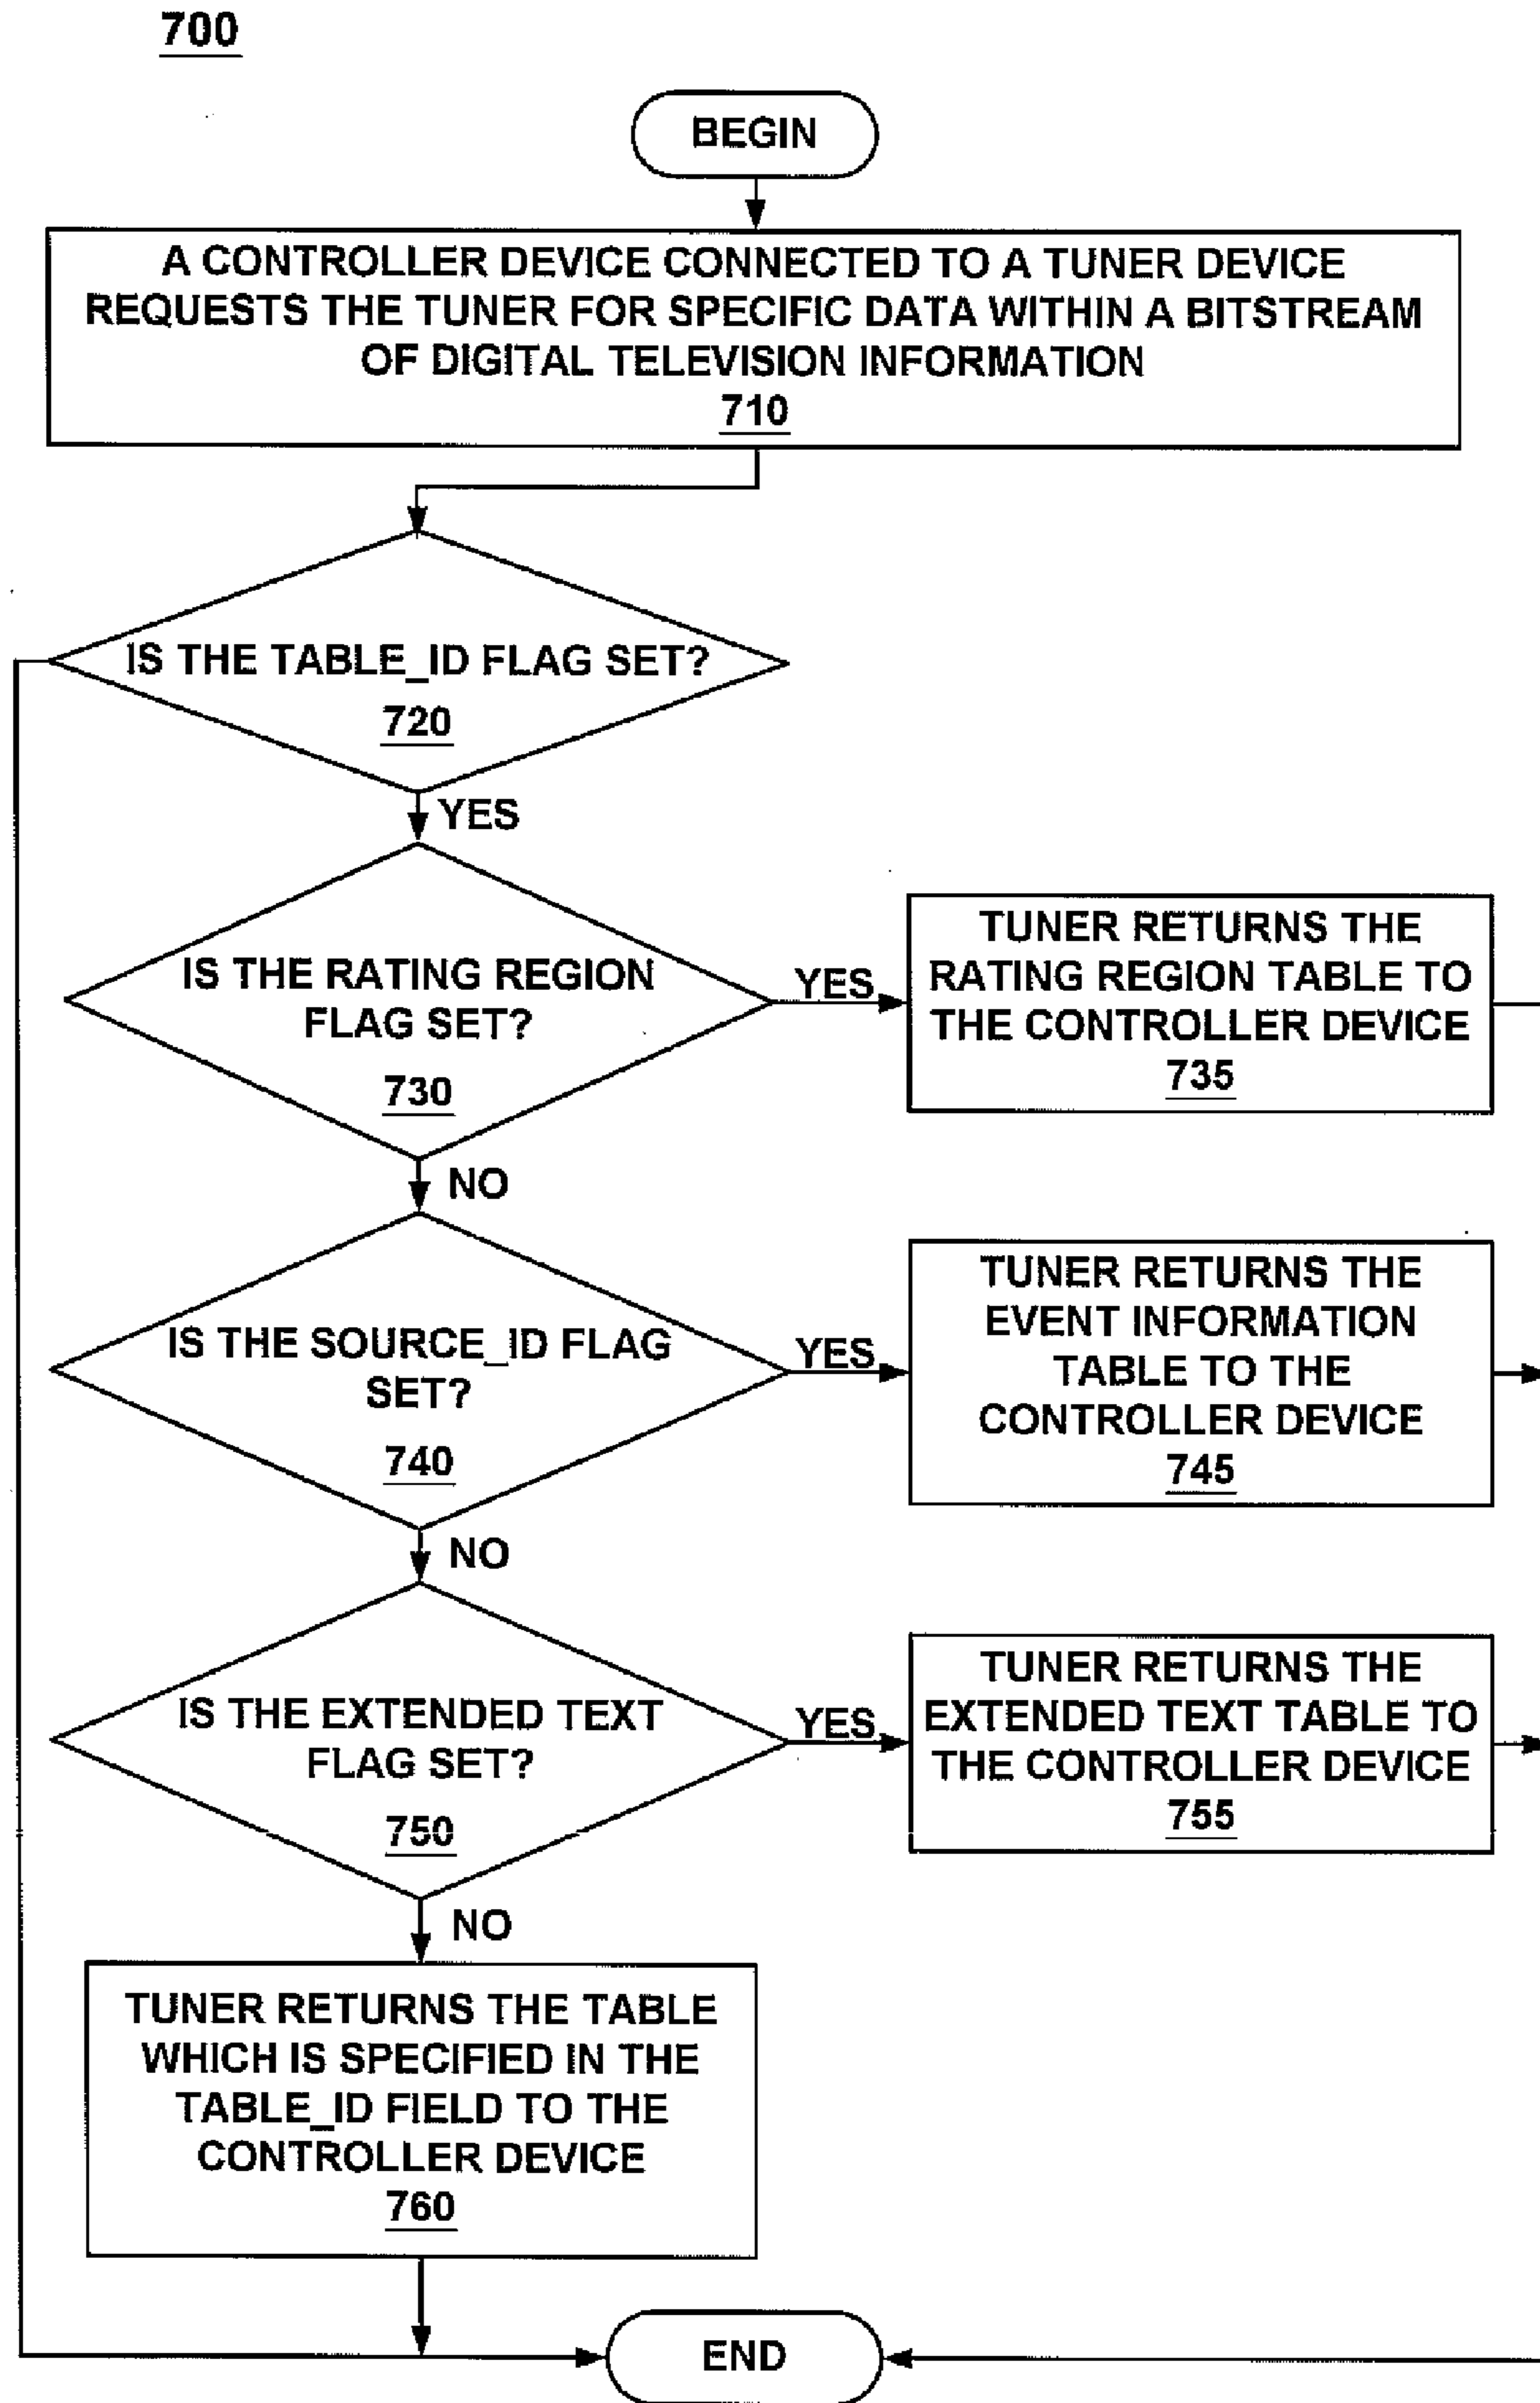 700
BEGIN
A CONTROLLER DEVICE CONNECTED TO A TUNER DEVICE
REQUESTS THE TUNER FOR SPECIFIC DATA WITHIN A BITSTREAM
OF DIGITAL TELEVISION INFORMATION
710
IS THE TABLE_ID FLAG SET?
720
YES
IS THE RATING REGION
FLAG SET?
730
YES
TUNER RETURNS THE
RATING REGION TABLE TO
THE CONTROLLER DEVICE
735
NO
IS THE SOURCE_ID FLAG
SET?
740
YES
TUNER RETURNS THE
EVENT INFORMATION
TABLE TO THE
CONTROLLER DEVICE
745
NO
IS THE EXTENDED TEXT
FLAG SET?
750
YES
TUNER RETURNS THE
EXTENDED TEXT TABLE TO
THE CONTROLLER DEVICE
755
NO
TUNER RETURNS THE TABLE
WHICH IS SPECIFIED IN THE
TABLE_ID FIELD TO THE
CONTROLLER DEVICE
760
END